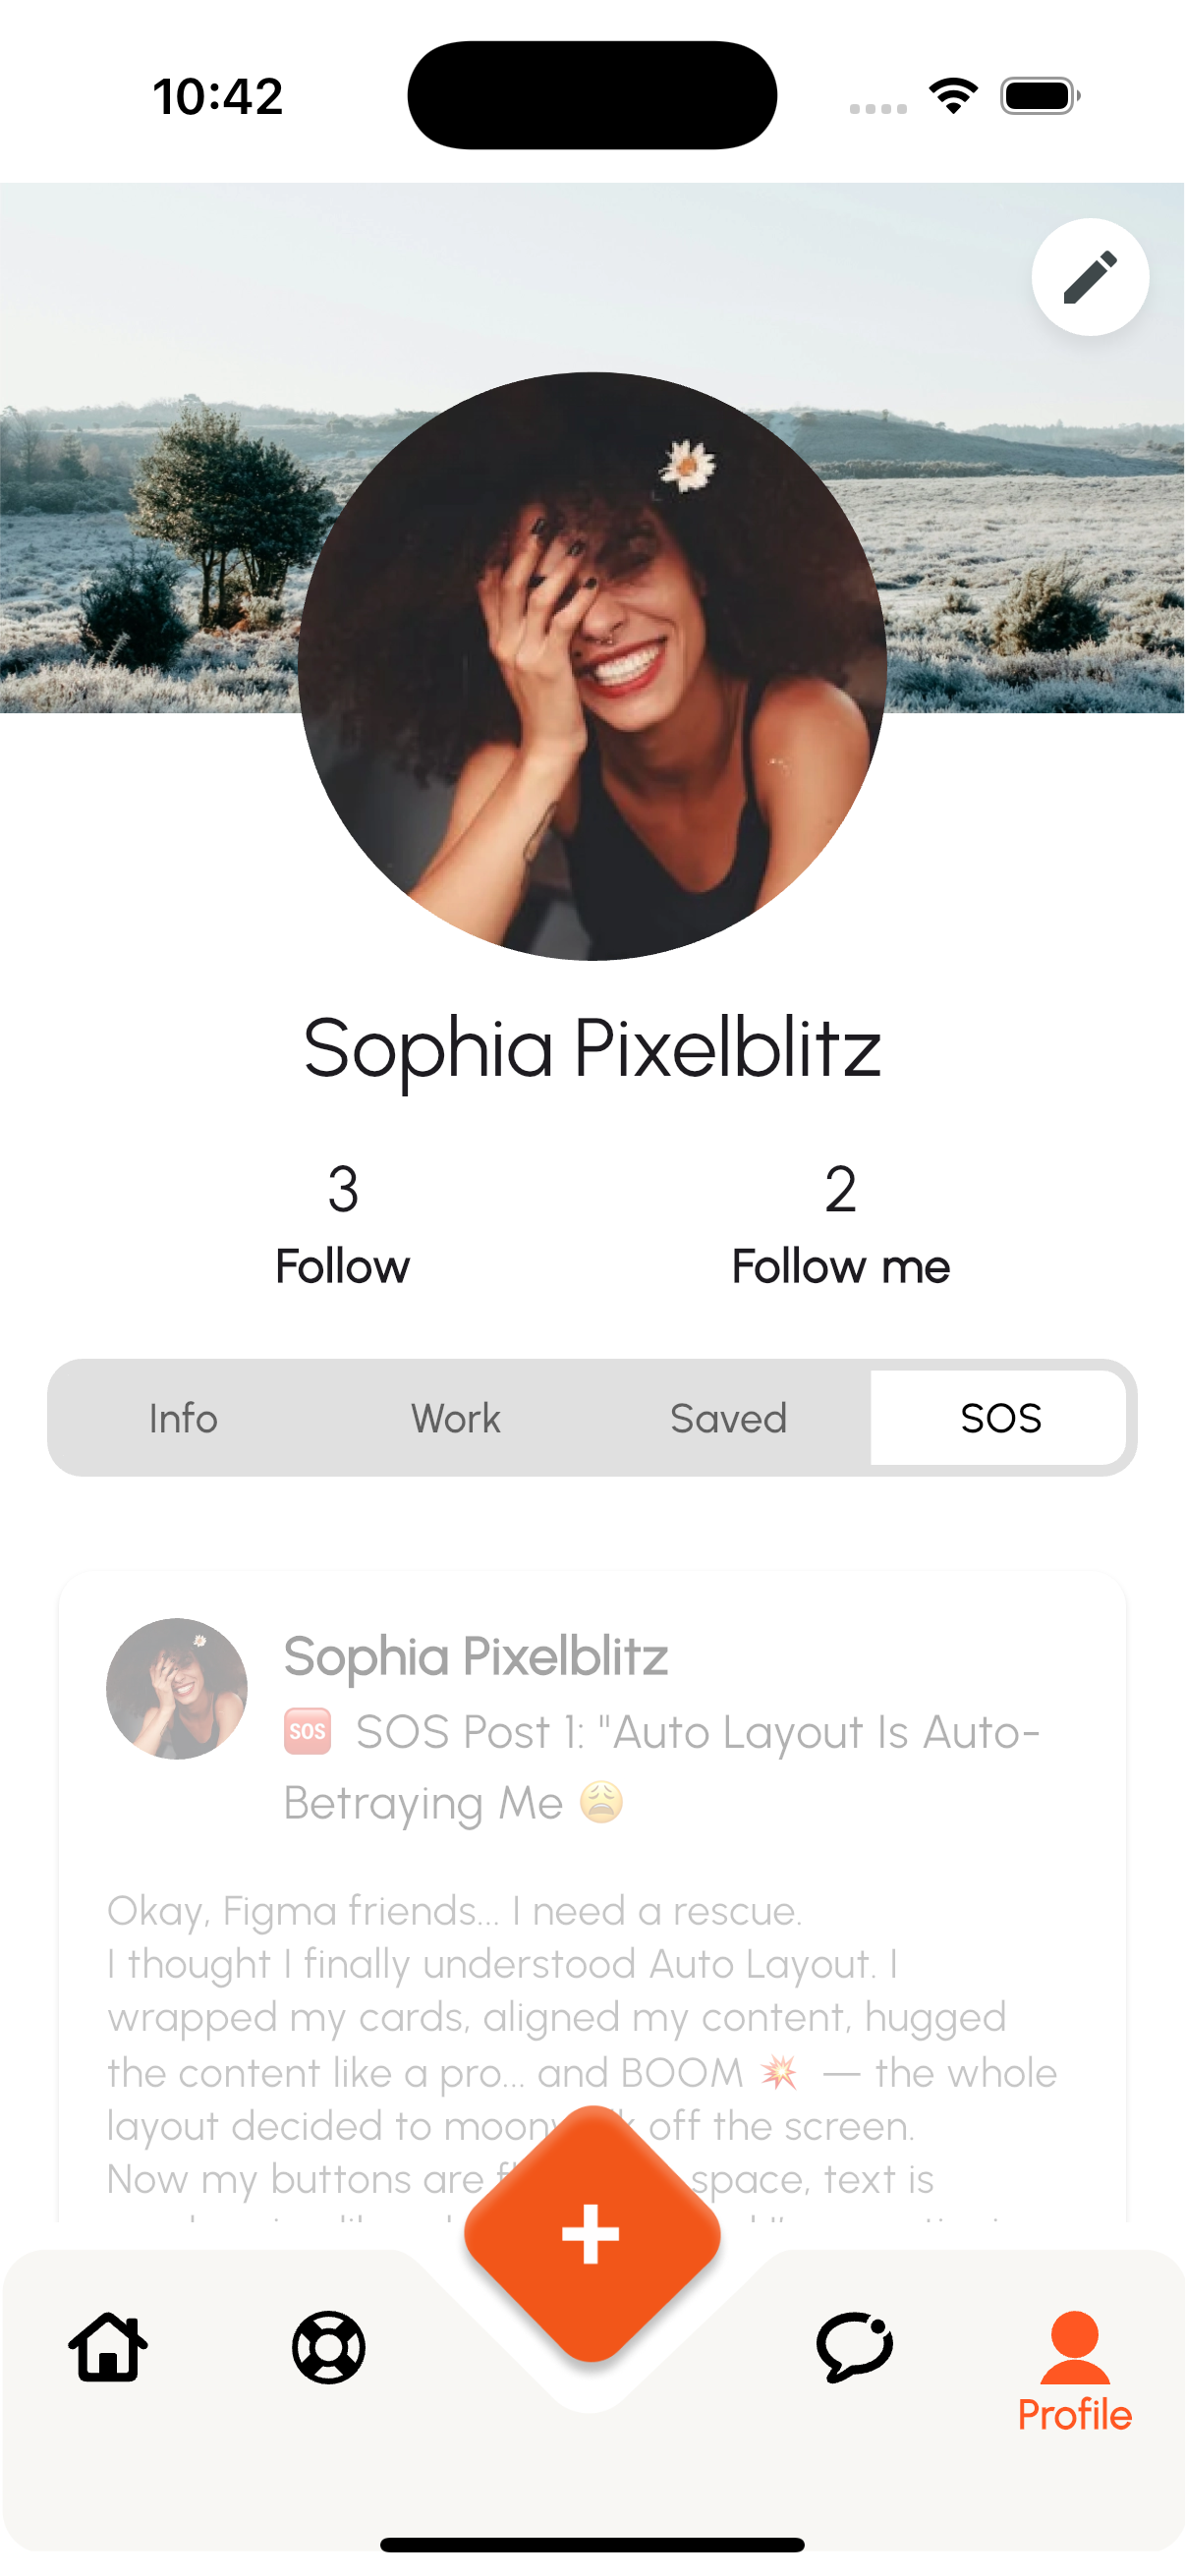 10:42
Sophia Pixelblitz
3
2
Follow
Follow me
Info
Work
Saved
SOS
Sophia Pixelblitz
🆘 SOS Post 1: "Auto Layout Is Auto-
Betraying Me 😩
Okay, Figma friends... I need a rescue.
I thought I finally understood Auto Layout. I
wrapped my cards, aligned my content, hugged
the content like a pro... and BOOM 💥 — the whole
layout decided to off the screen.
Now my buttons are space, text is
Profile